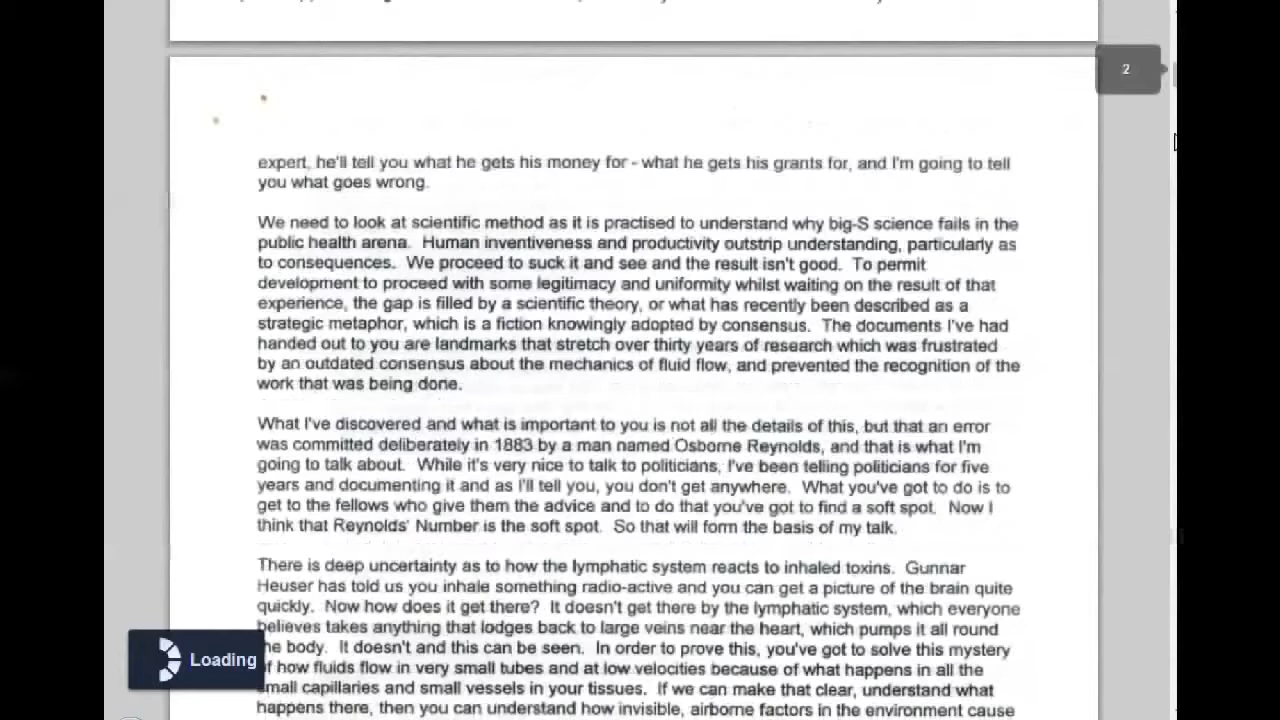 2
expert, he'll tell you what he gets his money for - what he gets his grants for, and I'm going to tell
you what goes wrong.
We need to look at scientific method as it is practised to understand why big-S science fails in the
public health arena. Human inventiveness and productivity outstrip understanding, particularly as
to consequences. We proceed to suck it and see and the result isn't good. To permit
development to proceed with some legitimacy and uniformity whilst waiting on the result of that
experience, the gap is filled by a scientific theory, or what has recently been described as a
strategic metaphor, which is a fiction knowingly adopted by consensus. The documents I've had
handed out to you are landmarks that stretch over thirty years of research which was frustrated
by an outdated consensus about the mechanics of fluid flow, and prevented the recognition of the
work that was being done.
What I've discovered and what is important to you is not all the details of this, but that an error
was committed deliberately in 1883 by a man named Osborne Reynolds, and that is what I'm
going to talk about. While it's very nice to talk to politicians, I've been telling politicians for five
years and documenting it and as I'll tell you, you don't get anywhere. What you've got to do is to
get to the fellows who give them the advice and to do that you've got to find a soft spot. Now I
think that Reynolds' Number is the soft spot. So that will form the basis of my talk.
There is deep uncertainty as to how the lymphatic system reacts to inhaled toxins. Gunnar
Heuser has told us you inhale something radio-active and you can get a picture of the brain quite
quickly. Now how does it get there? It doesn't get there by the lymphatic system, which everyone
believes takes anything that lodges back to large veins near the heart, which pumps it all round
he body. It doesn't and this can be seen. In order to prove this, you've got to solve this mystery
f how fluids flow in very small tubes and at low velocities because of what happens in all the
mall capillaries and small vessels in your tissues. If we can make that clear, understand what
happens there, then you can understand how invisible, airborne factors in the environment cause
Loading